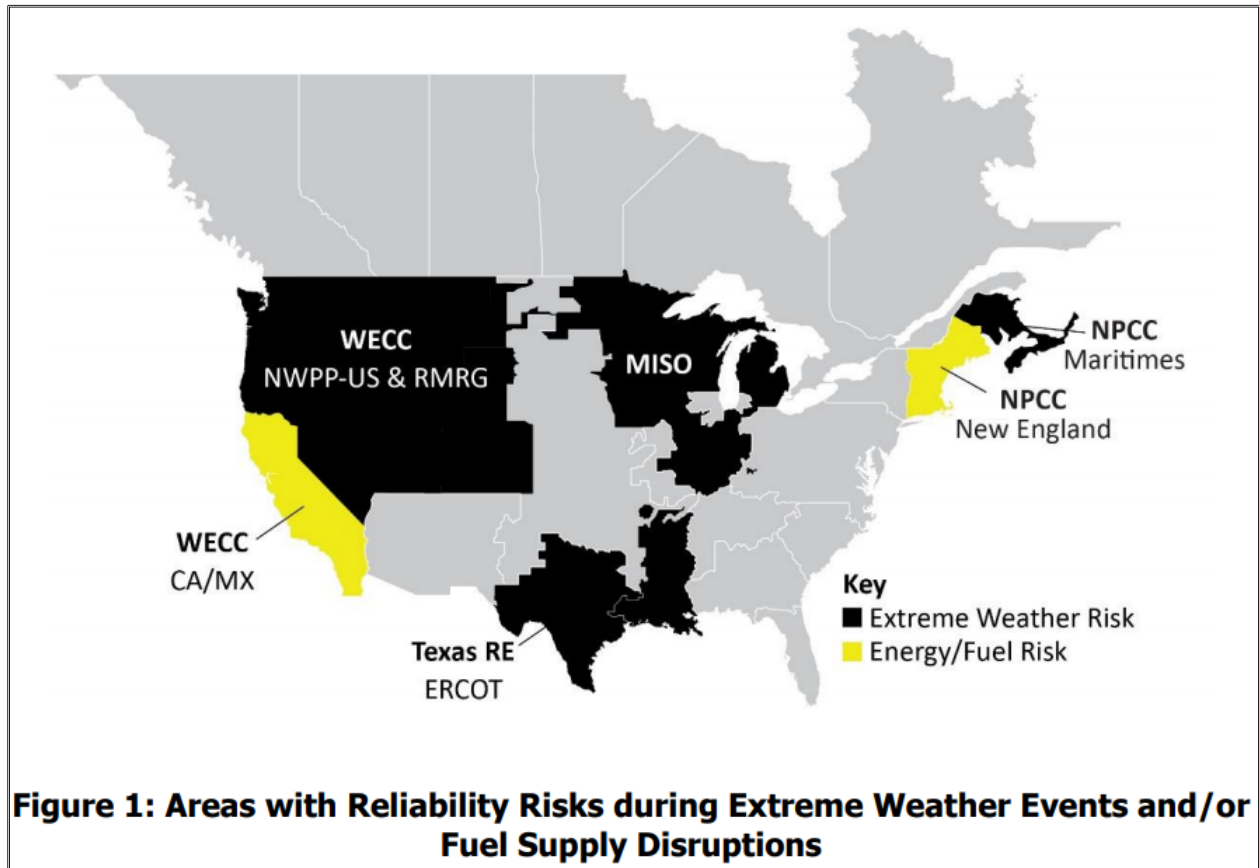 WECC
NWPP-US & RMRG
MISO
NPCC
Maritimes
NPCC
New England
WECC
CA/MX
Texas RE
ERCOT
Key
Extreme Weather Risk
Energy/Fuel Risk
Figure 1: Areas with Reliability Risks during Extreme Weather Events and/or
Fuel Supply Disruptions